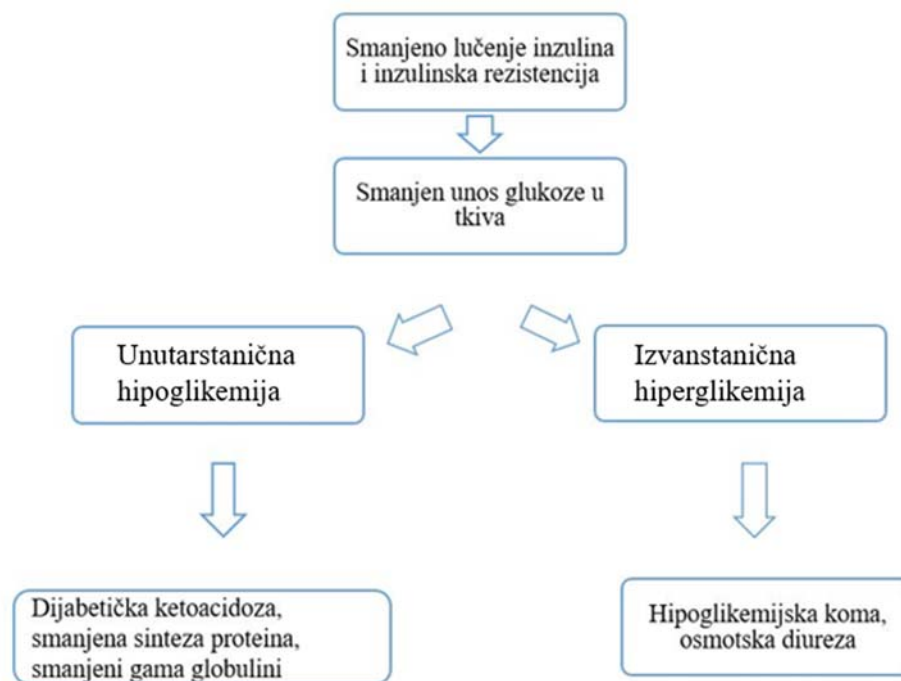 Smanjeno lučenje inzulina
i inzulinska rezistencija
Smanjen unos glukoze u
tkiva
Unutarstanična
hipoglikemija
Izvanstanična
hiperglikemija
Dijabetička ketoacidoza,
smanjena sinteza proteina,
smanjeni gama globulini
Hipoglikemijska koma,
osmotska diureza